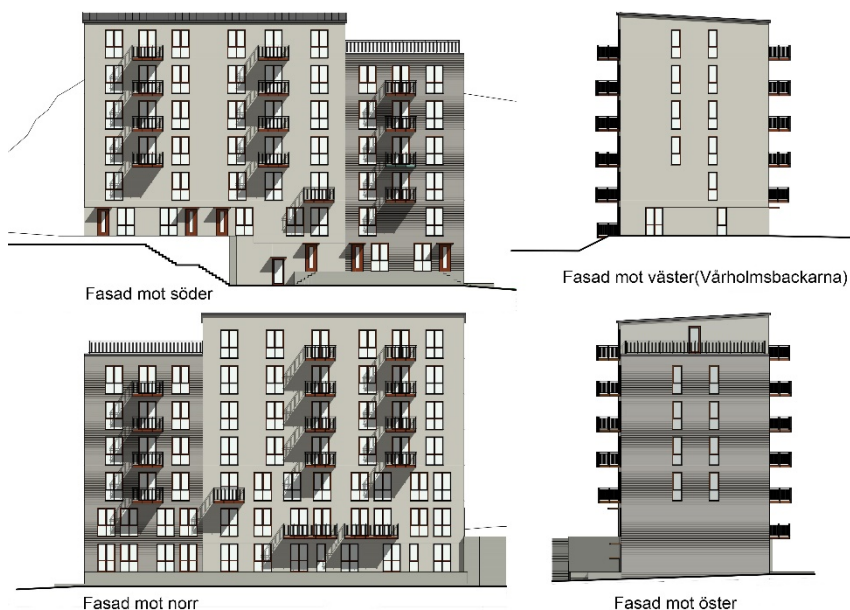 Fasad mot söder
Fasad mot väster(Vårholmsbackarna)
Fasad mot norr
Fasad mot öster